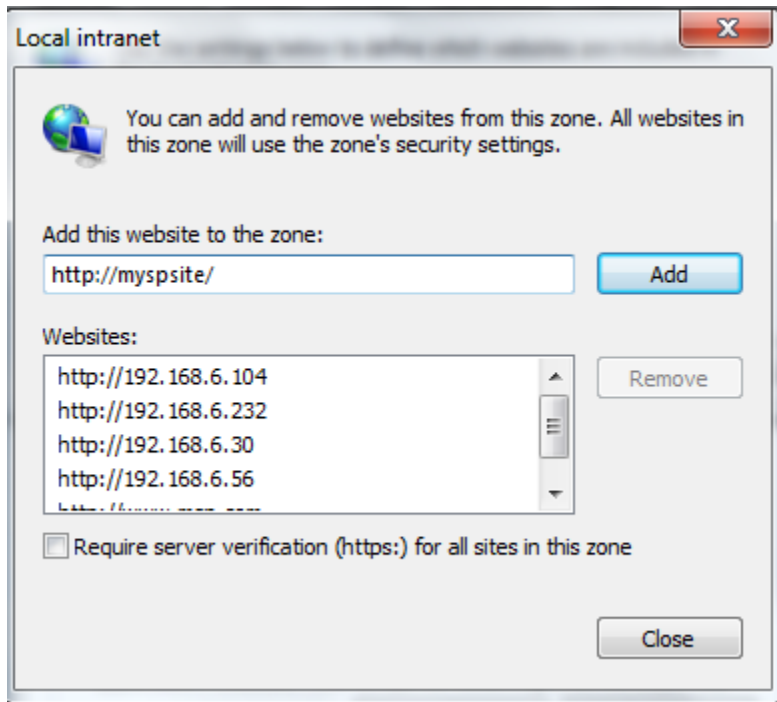 Local intranet
You can add and remove websites from this zone. All websites in
this zone will use the zone's security settings.
Add this website to the zone:
http://myspsite/
Add
Websites:
http://192.168.6.104
Remove
http://192.168.6.232
http://192.168.6.30
http://192.168.6.56
Require server verification (https:) for all sites in this zone
Close